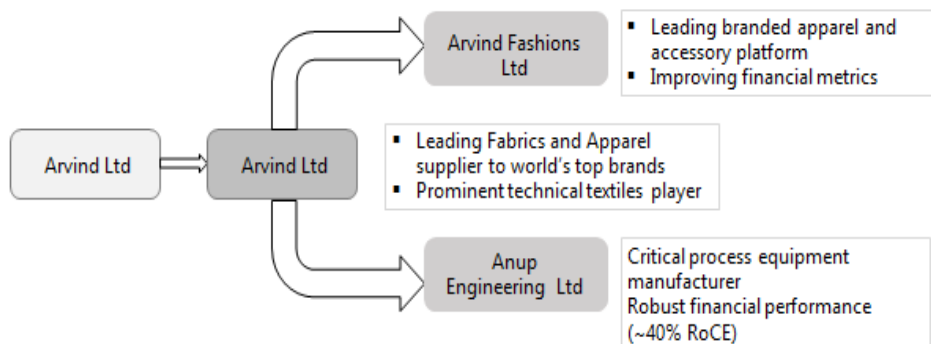 Arvind Fashions
Ltd
▪ Leading branded apparel and
accessory platform
▪ Improving financial metrics
Arvind Ltd
Arvind Ltd
▪ Leading Fabrics and Apparel
supplier to world's top brands
▪ Prominent technical textiles player
Anup
Engineering Ltd
Critical process equipment
manufacturer
Robust financial performance
(~40% RoCE)